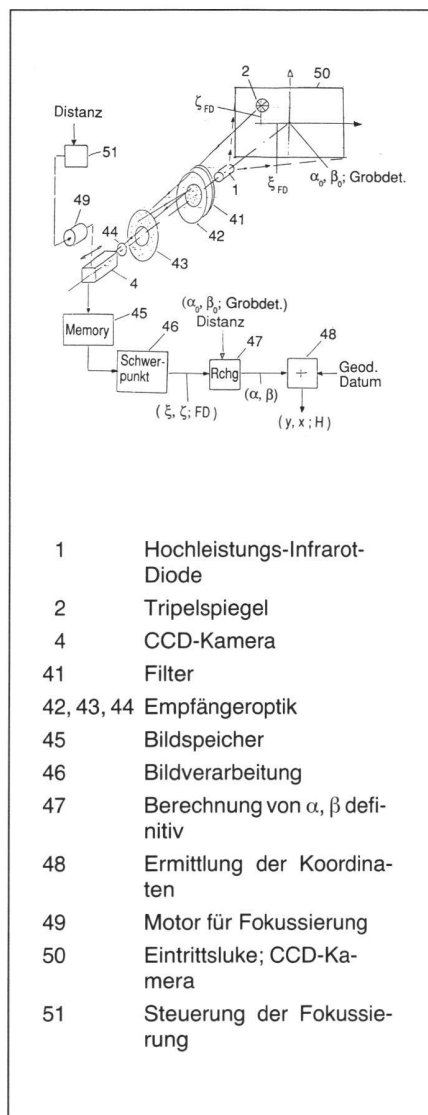 2
50
ζFD
Distanz
51
49
1
α₀, β₀; Grobdet.
ξFD
41
42
44
43
4
Memory
45
46
(α₀, β₀; Grobdet.)
Distanz
47
48
Schwer-
punkt
Rchg
+
Geod.
Datum
(α, β)
(ξ, ζ; FD)
(y, x; H)
1 Hochleistungs-Infrarot-
Diode
2 Tripelspiegel
4 CCD-Kamera
41 Filter
42, 43, 44 Empfängeroptik
45 Bildspeicher
46 Bildverarbeitung
47 Berechnung von α, β defi-
nitiv
48 Ermittlung der Koordina-
ten
49 Motor für Fokussierung
50 Eintrittsluke; CCD-Ka-
mera
51 Steuerung der Fokussie-
rung